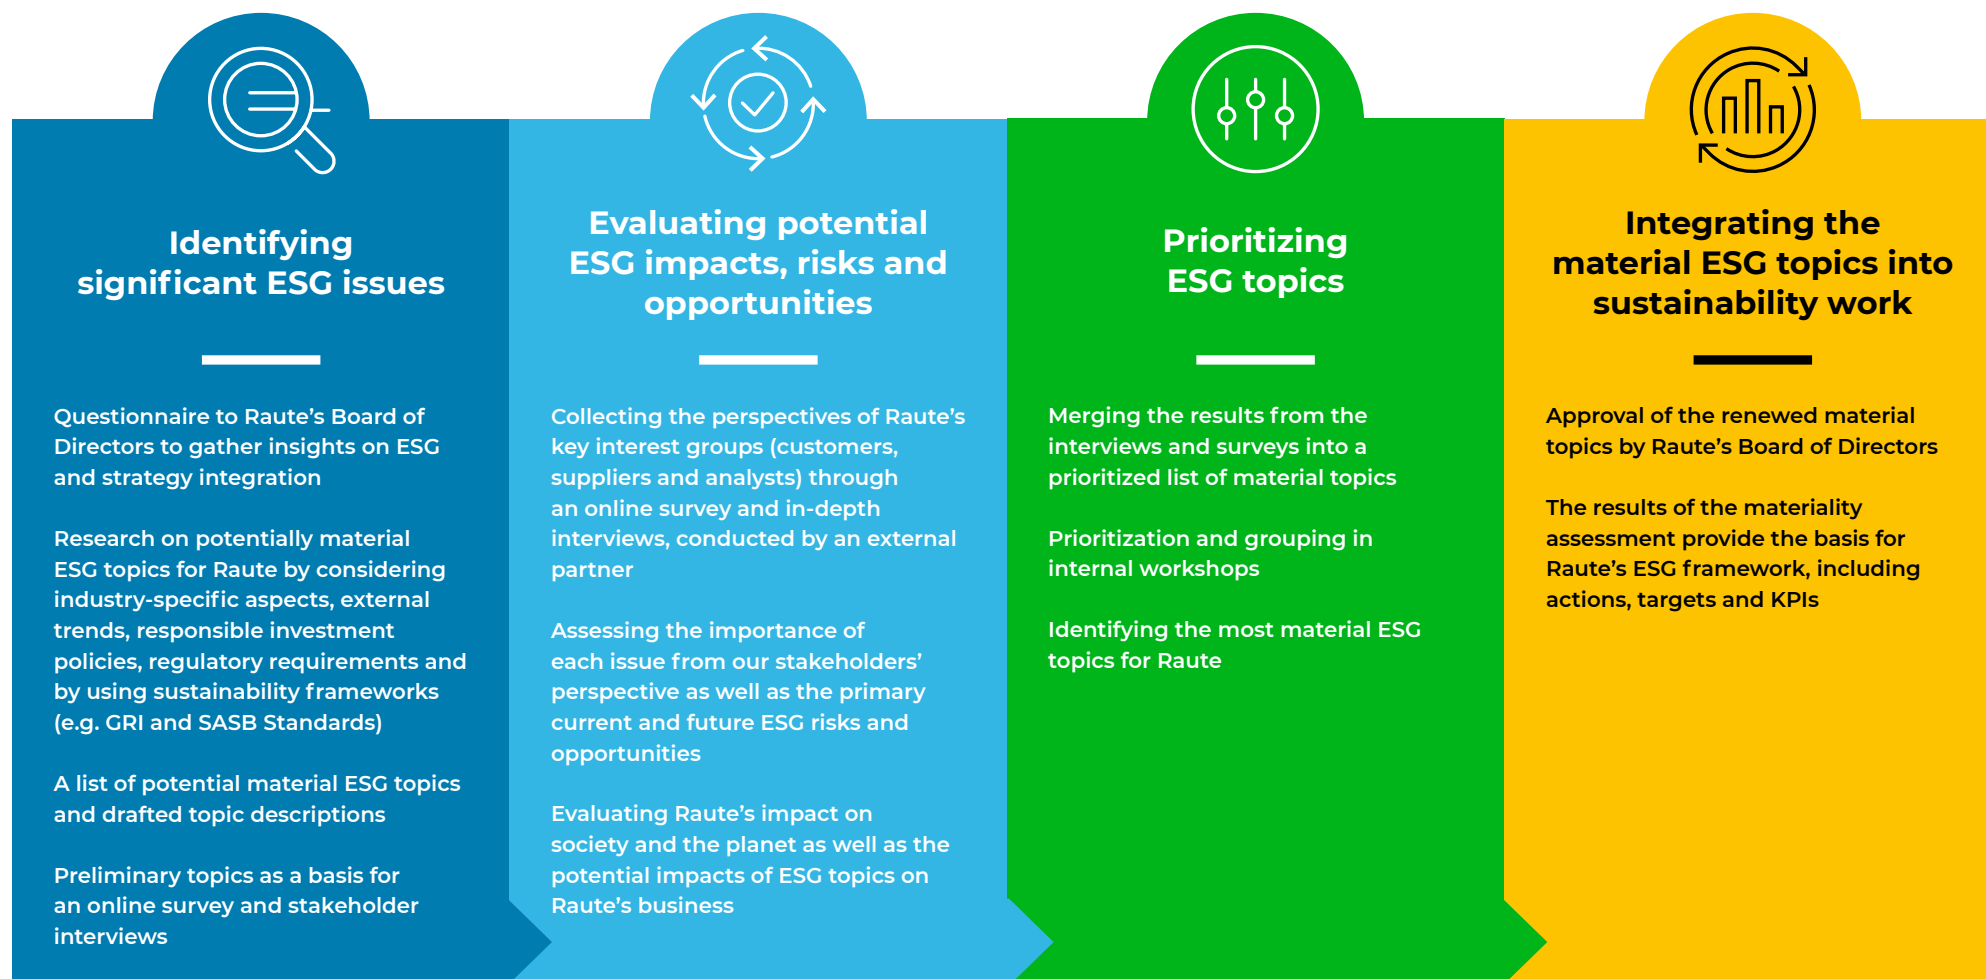 Identifying
significant ESG issues
Questionnaire to Raute’s Board of
Directors to gather insights on ESG
and strategy integration
Research on potentially material
ESG topics for Raute by considering
industry-specific aspects, external
trends, responsible investment
policies, regulatory requirements and
by using sustainability frameworks
(e.g. GRI and SASB Standards)
A list of potential material ESG topics
and drafted topic descriptions
Preliminary topics as a basis for
an online survey and stakeholder
interviews
Evaluating potential
ESG impacts, risks and
opportunities
Collecting the perspectives of Raute’s
key interest groups (customers,
suppliers and analysts) through
an online survey and in-depth
interviews, conducted by an external
partner
Assessing the importance of
each issue from our stakeholders’
perspective as well as the primary
current and future ESG risks and
opportunities
Evaluating Raute’s impact on
society and the planet as well as the
potential impacts of ESG topics on
Raute’s business
Prioritizing
ESG topics
Merging the results from the
interviews and surveys into a
prioritized list of material topics
Prioritization and grouping in
internal workshops
Identifying the most material ESG
topics for Raute
Integrating the
material ESG topics into
sustainability work
Approval of the renewed material
topics by Raute’s Board of Directors
The results of the materiality
assessment provide the basis for
Raute’s ESG framework, including
actions, targets and KPIs